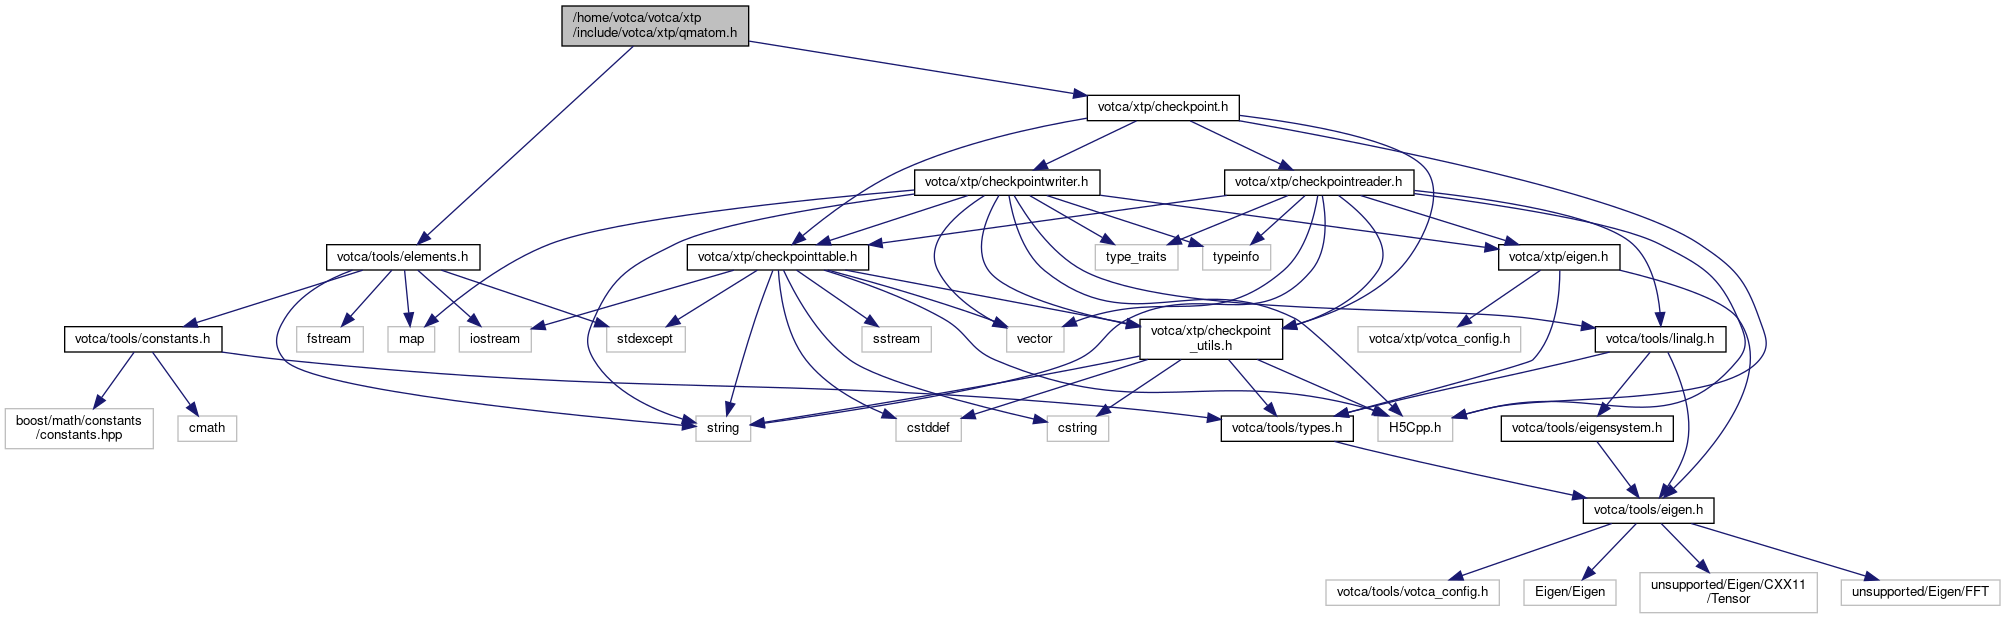 /home/votca/votca/xtp
/include/votca/xtp/qmatom.h
votca/xtp/checkpoint.h
votca/xtp/checkpointwriter.h
votca/xtp/checkpointreader.h
votca/tools/elements.h
votca/xtp/checkpointtable.h
type_traits
typeinfo
votca/xtp/eigen.h
votca/tools/constants.h
fstream
map
iostream
stdexcept
sstream
vector
votca/xtp/checkpoint
_utils.h
votca/xtp/votca_config.h
votca/tools/linalg.h
boost/math/constants
/constants.hpp
cmath
string
cstddef
cstring
votca/tools/types.h
H5Cpp.h
votca/tools/eigensystem.h
votca/tools/eigen.h
votca/tools/votca_config.h
Eigen/Eigen
unsupported/Eigen/CXX11
/Tensor
unsupported/Eigen/FFT